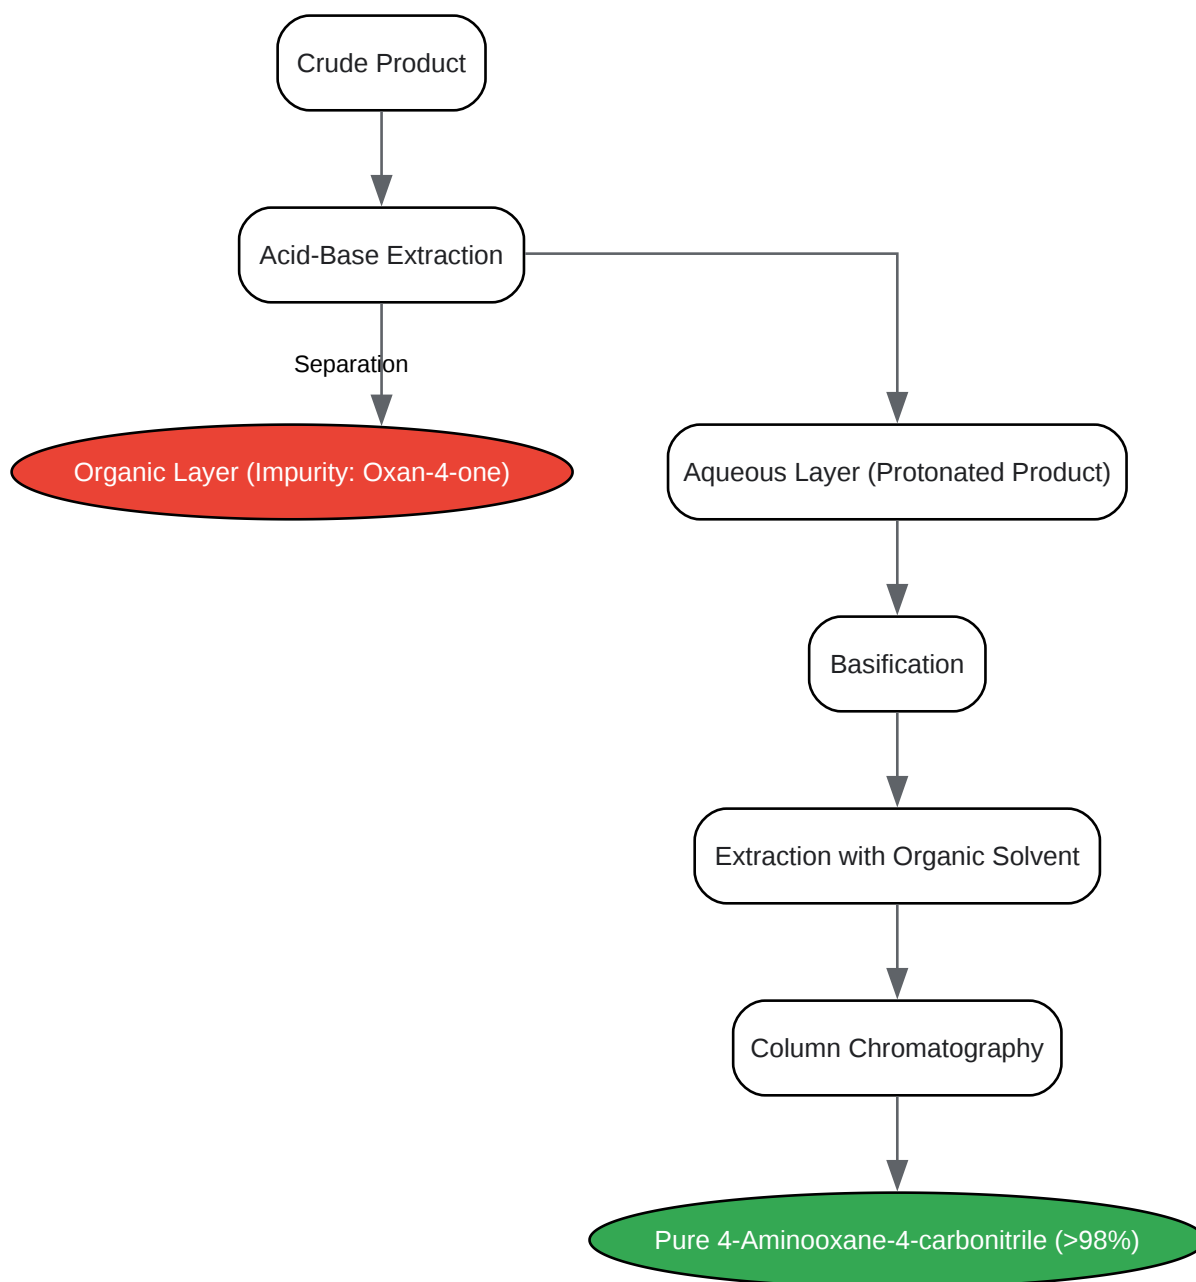 Crude Product
Acid-Base Extraction
Separation
Organic Layer (Impurity: Oxan-4-one)
Aqueous Layer (Protonated Product)
Basification
Extraction with Organic Solvent
Column Chromatography
Pure 4-Aminooxane-4-carbonitrile (>98%)